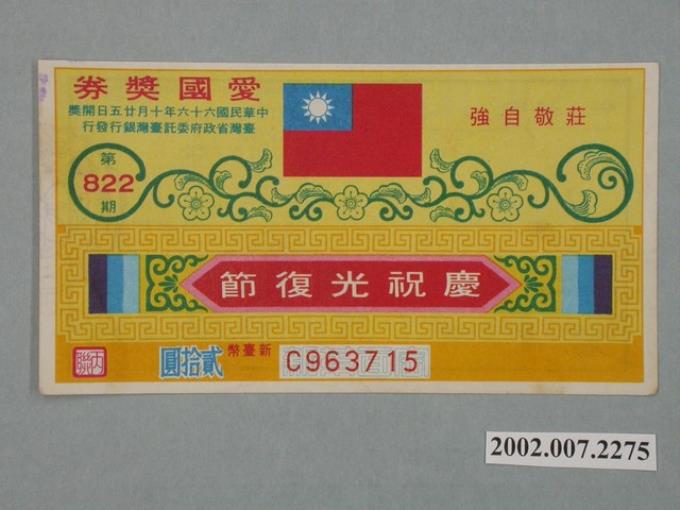 愛國獎券
中華民國六十六年十月廿五日開獎
臺灣省政府委託臺灣銀行發行
莊敬自強
第
822
期
慶祝光復節
新臺幣
貳拾圓
C963715
2002.007.2275